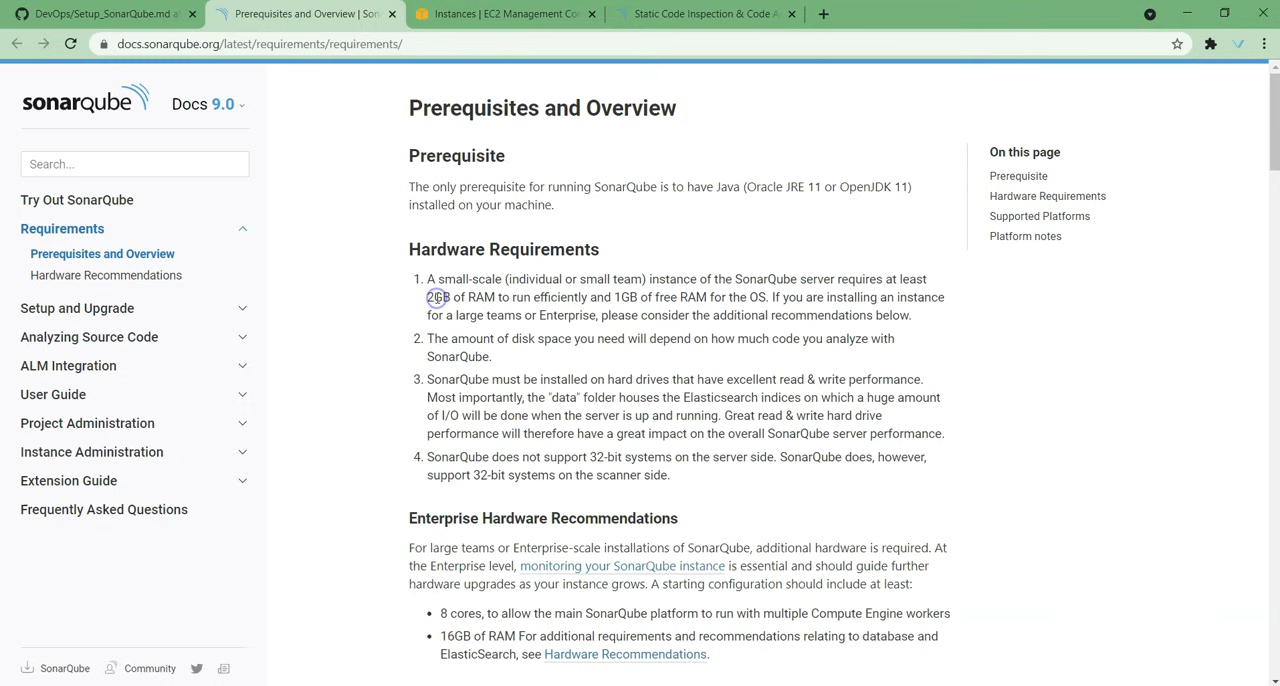 DevOps/Setup_SonarQube.md a
Prerequisites and Overview | Son
Instances | EC2 Management Co
Static Code Inspection & Code A
docs.sonarqube.org/latest/requirements/requirements/
sonarqube Docs 9.0
Search...
Try Out SonarQube
Requirements
Prerequisites and Overview
Hardware Recommendations
Setup and Upgrade
Analyzing Source Code
ALM Integration
User Guide
Project Administration
Instance Administration
Extension Guide
Frequently Asked Questions
SonarQube
Community
Prerequisites and Overview
Prerequisite
The only prerequisite for running SonarQube is to have Java (Oracle JRE 11 or OpenJDK 11)
installed on your machine.
Hardware Requirements
1. A small-scale (individual or small team) instance of the SonarQube server requires at least
2GB of RAM to run efficiently and 1GB of free RAM for the OS. If you are installing an instance
for a large teams or Enterprise, please consider the additional recommendations below.
2. The amount of disk space you need will depend on how much code you analyze with
SonarQube.
3. SonarQube must be installed on hard drives that have excellent read & write performance.
Most importantly, the "data" folder houses the Elasticsearch indices on which a huge amount
of I/O will be done when the server is up and running. Great read & write hard drive
performance will therefore have a great impact on the overall SonarQube server performance.
4. SonarQube does not support 32-bit systems on the server side. SonarQube does, however,
support 32-bit systems on the scanner side.
Enterprise Hardware Recommendations
For large teams or Enterprise-scale installations of SonarQube, additional hardware is required. At
the Enterprise level, monitoring your SonarQube instance is essential and should guide further
hardware upgrades as your instance grows. A starting configuration should include at least:
• 8 cores, to allow the main SonarQube platform to run with multiple Compute Engine workers
• 16GB of RAM For additional requirements and recommendations relating to database and
ElasticSearch, see Hardware Recommendations.
On this page
Prerequisite
Hardware Requirements
Supported Platforms
Platform notes